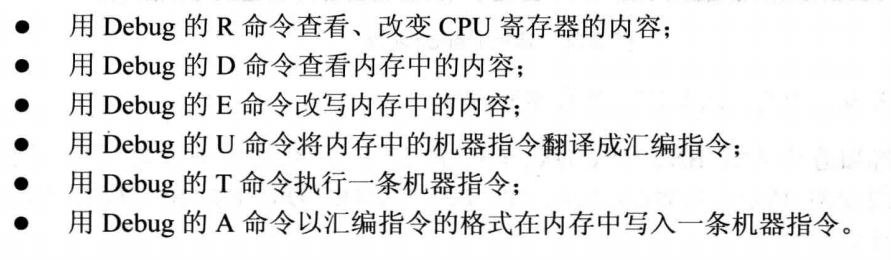 ● 用 Debug 的 R 命令查看、改变 CPU 寄存器的内容；
● 用 Debug 的 D 命令查看内存中的内容；
● 用 Debug 的 E 命令改写内存中的内容；
● 用 Debug 的 U 命令将内存中的机器指令翻译成汇编指令；
● 用 Debug 的 T 命令执行一条机器指令；
● 用 Debug 的 A 命令以汇编指令的格式在内存中写入一条机器指令。